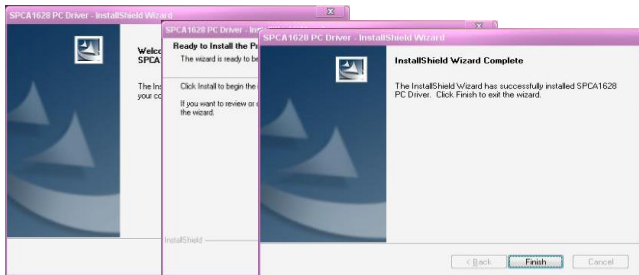 SPCA1628 PC Driver - InstallShield Wizard
Welco
SPCA
The Ins
your co
SPCA1628 PC Driver - Ins
Ready to Install the Pr
The wizard is ready to be
Click Install to begin the
If you want to review or
the wizard.
InstallShield
SPCA1628 PC Driver - InstallShield Wizard
InstallShield Wizard Complete
The InstallShield Wizard has successfully installed SPCA1628
PC Driver. Click Finish to exit the wizard.
< Back
Finish
Cancel